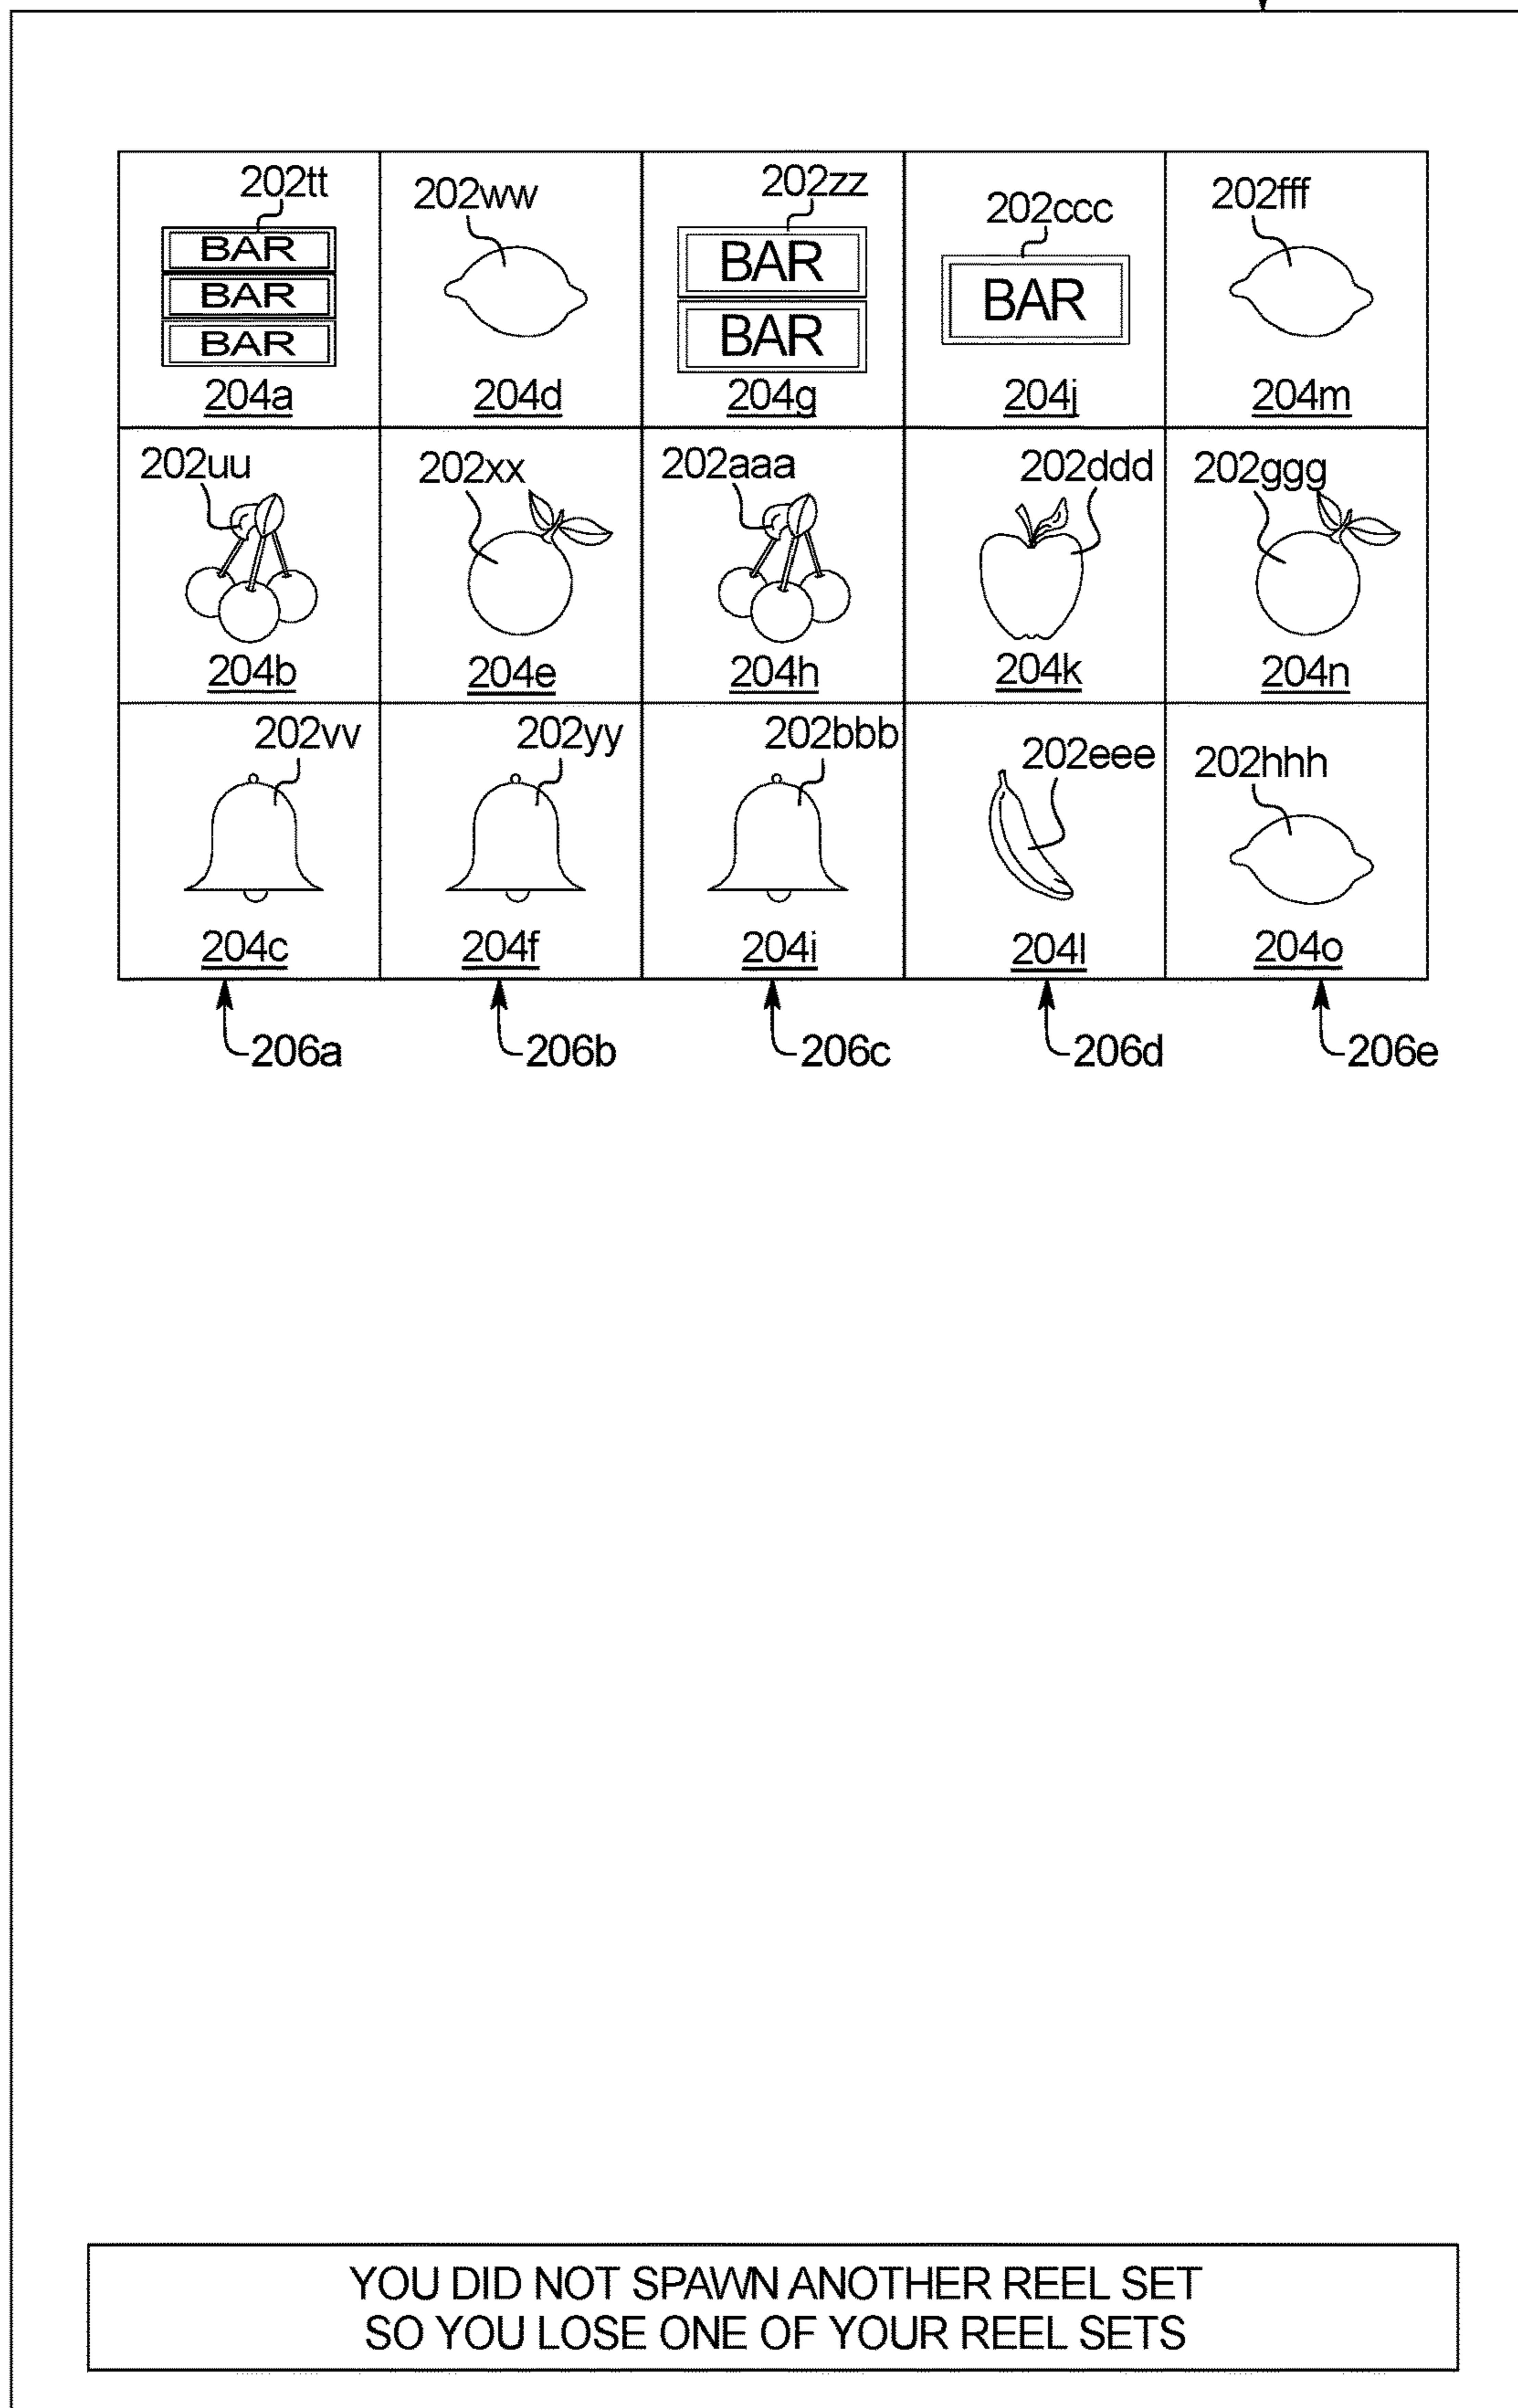 202tt 202ww 202zz 202ccc 202fff
BAR BAR BAR
BAR BAR
BAR
204a 204d 204g 204j 204m
202uu 202xx 202aaa 202ddd 202ggg
204b 204e 204h 204k 204n
202vv 202yy 202bbb 202eee 202hhh
204c 204f 204i 204l 204o
206a 206b 206c 206d 206e
YOU DID NOT SPAWN ANOTHER REEL SET
SO YOU LOSE ONE OF YOUR REEL SETS